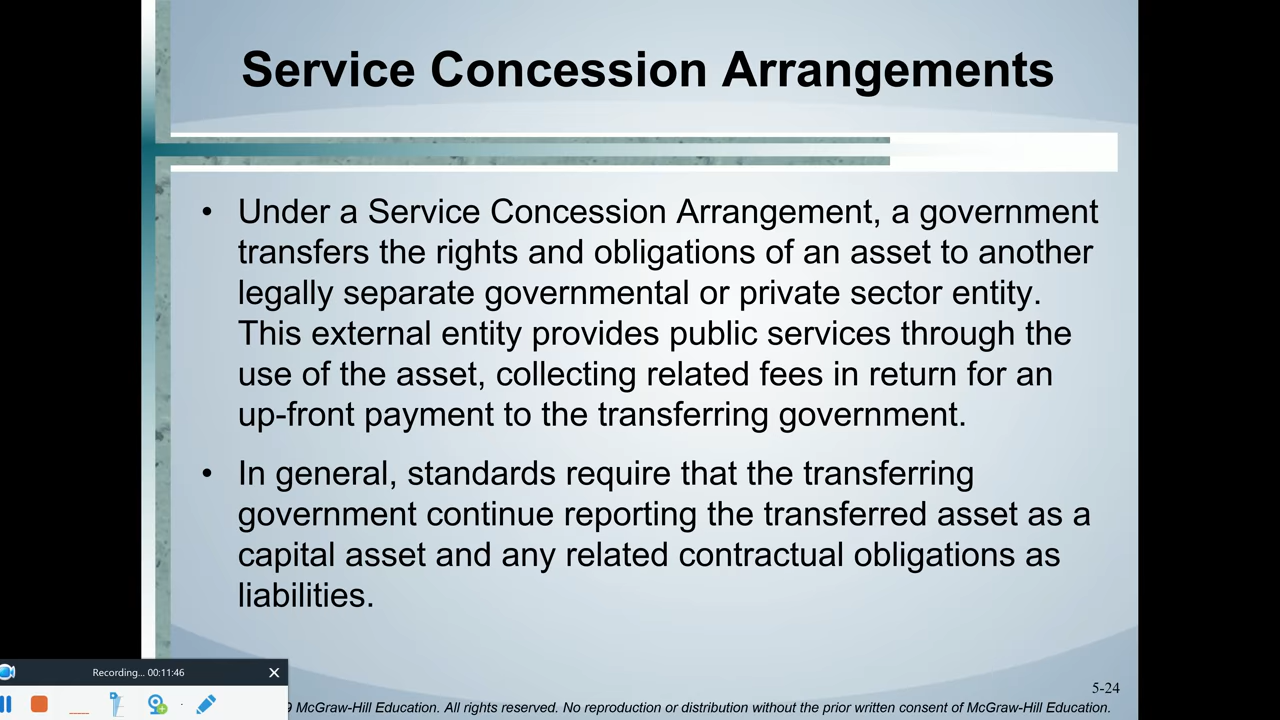 Service Concession Arrangements
• Under a Service Concession Arrangement, a government
transfers the rights and obligations of an asset to another
legally separate governmental or private sector entity.
This external entity provides public services through the
use of the asset, collecting related fees in return for an
up-front payment to the transferring government.
• In general, standards require that the transferring
government continue reporting the transferred asset as a
capital asset and any related contractual obligations as
liabilities.
5-24
Recording... 00:11:46
McGraw-Hill Education. All rights reserved. No reproduction or distribution without the prior written consent of McGraw-Hill Education.